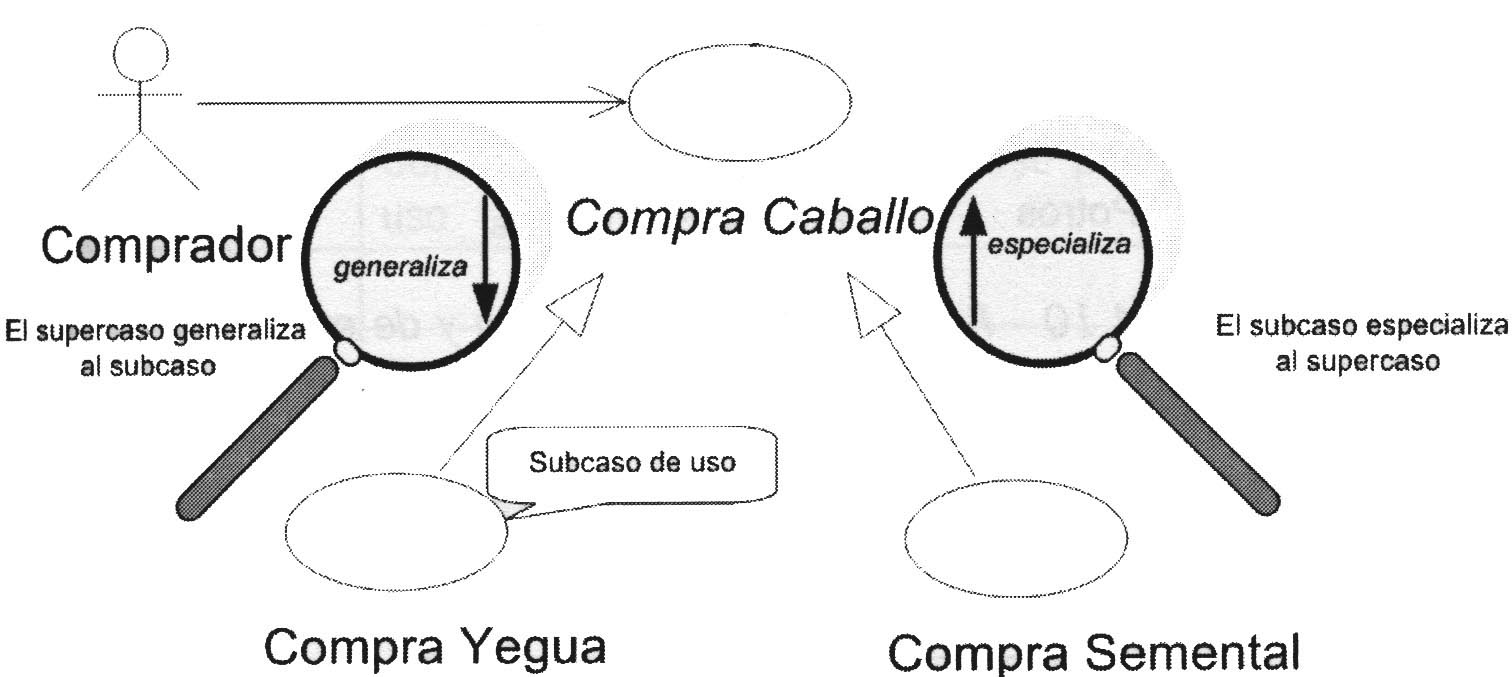 Comprador
Compra Caballo
generaliza
especializa
El supercaso generaliza
al subcaso
El subcaso especializa
al supercaso
Subcaso de uso
Compra Yegua
Compra Semental